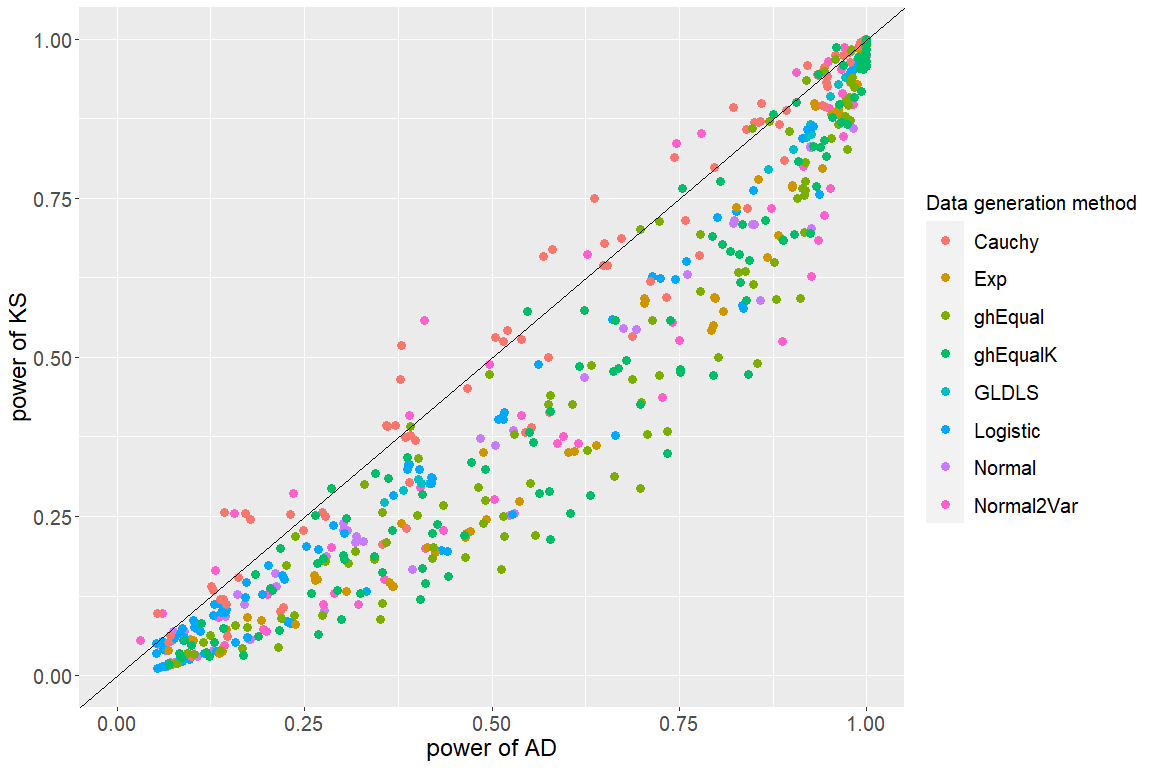 1.00
0.75
0.50
0.25
0.00
power of KS
0.00 0.25 0.50 0.75 1.00
power of AD
Data generation method
Cauchy
Exp
ghEqual
ghEqualK
GLDLS
Logistic
Normal
Normal2Var